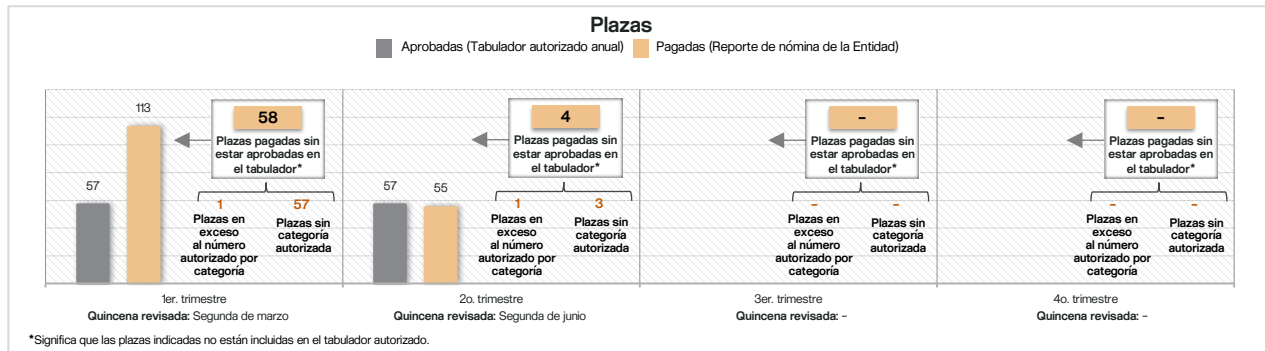 Plazas
Aprobadas (Tabulador autorizado anual)
Pagadas (Reporte de nómina de la Entidad)
57
113
58
Plazas pagadas sin
estar aprobadas en
el tabulador*
1
Plazas en
exceso
al número
autorizado por
categoría
57
Plazas sin
categoría
autorizada
1er. trimestre
Quincena revisada: Segunda de marzo
57
55
4
Plazas pagadas sin
estar aprobadas en
el tabulador*
1
Plazas en
exceso
al número
autorizado por
categoría
3
Plazas sin
categoría
autorizada
2o. trimestre
Quincena revisada: Segunda de junio
-
Plazas pagadas sin
estar aprobadas en
el tabulador*
-
Plazas en
exceso
al número
autorizado por
categoría
-
Plazas sin
categoría
autorizada
3er. trimestre
Quincena revisada: -
-
Plazas pagadas sin
estar aprobadas en
el tabulador*
-
Plazas en
exceso
al número
autorizado por
categoría
-
Plazas sin
categoría
autorizada
4o. trimestre
Quincena revisada: -
*Significa que las plazas indicadas no están incluidas en el tabulador autorizado.